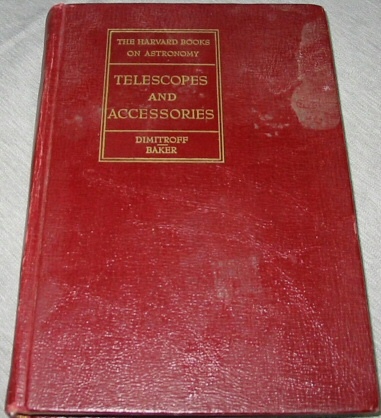 THE HARVARD BOOKS
ON ASTRONOMY
TELESCOPES
AND
ACCESSORIES
DIMITROFF
BAKER